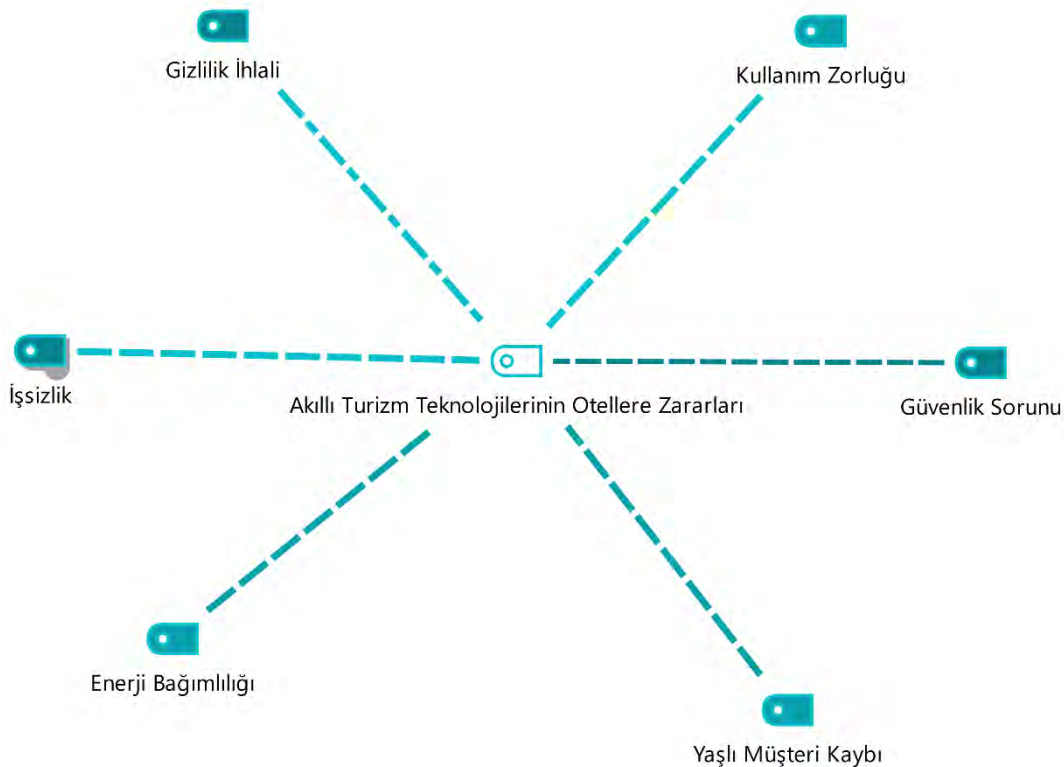 Gizlilik İhlali
Kullanım Zorluğu
İşsizlik
Akıllı Turizm Teknolojilerinin Otellere Zararları
Güvenlik Sorunu
Enerji Bağımlılığı
Yaşlı Müşteri Kaybı